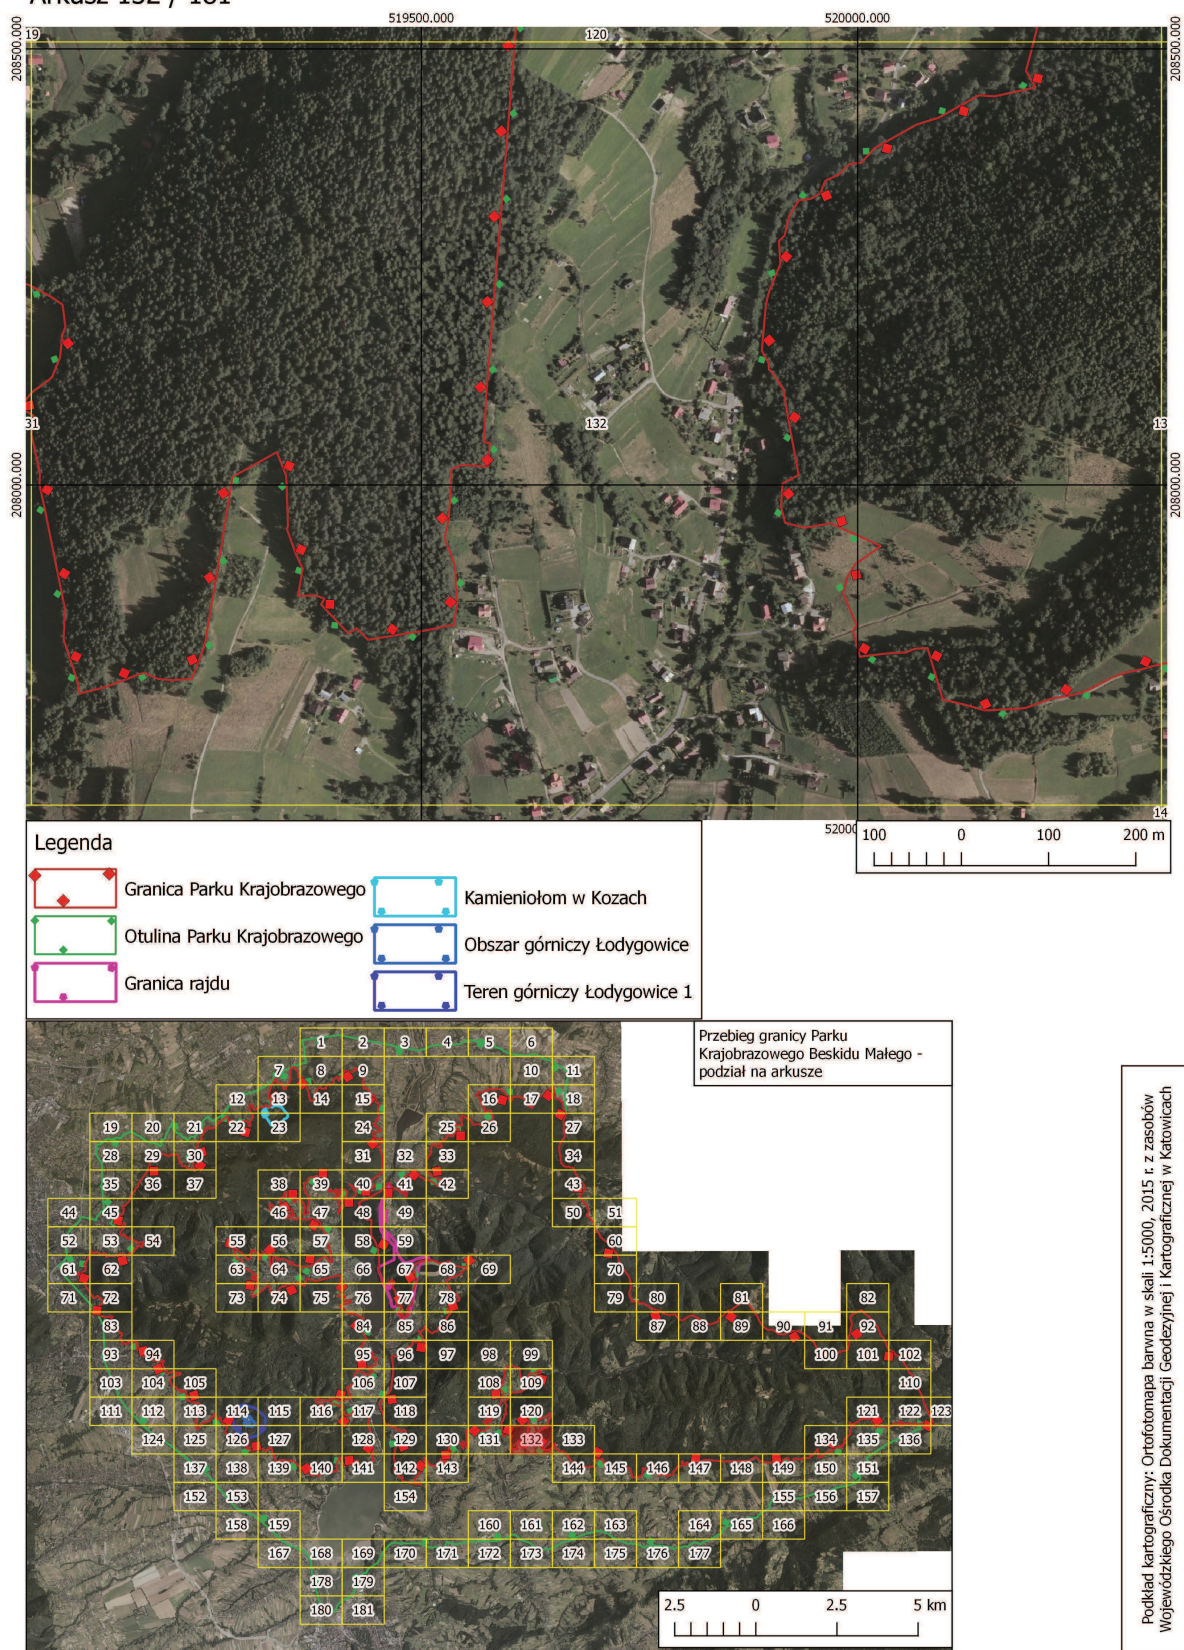 Arkusz 132 / 181
519500.000
520000.000
208500.000
208500.000
19
120
31
132
13
208000.000
208000.000
14
52000
100 0 100 200 m
Legenda
Granica Parku Krajobrazowego
Otulina Parku Krajobrazowego
Granica rajdu
Kamieniołom w Kozach
Obszar górniczy Łodygowice
Teren górniczy Łodygowice 1
Przebieg granicy Parku
Krajobrazowego Beskidu Małego -
podział na arkusze
1 2 3 4 5 6
7 8 9 10 11
12 13 14 15 16 17 18
19 20 21 22 23 24 25 26 27
28 29 30 31 32 33 34
35 36 37 38 39 40 41 42 43
44 45 46 47 48 49 50 51
52 53 54 55 56 57 58 59 60
61 62 63 64 65 66 67 68 69 70
71 72 73 74 75 76 77 78 79 80 81 82
83 84 85 86 87 88 89 90 91 92
93 94 95 96 97 98 99 100 101 102
103 104 105 106 107 108 109 110
111 112 113 114 115 116 117 118 119 120 121 122 123
124 125 126 127 128 129 130 131 132 133 134 135 136
137 138 139 140 141 142 143 144 145 146 147 148 149 150 151
152 153 154 155 156 157
158 159 160 161 162 163 164 165 166
167 168 169 170 171 172 173 174 175 176 177
178 179
180 181
2.5 0 2.5 5 km
Podkład kartograficzny: Ortofotomapa barwna w skali 1:5000, 2015 r. z zasobów
Wojewódzkiego Ośrodka Dokumentacji Geodezyjnej i Kartograficznej w Katowicach